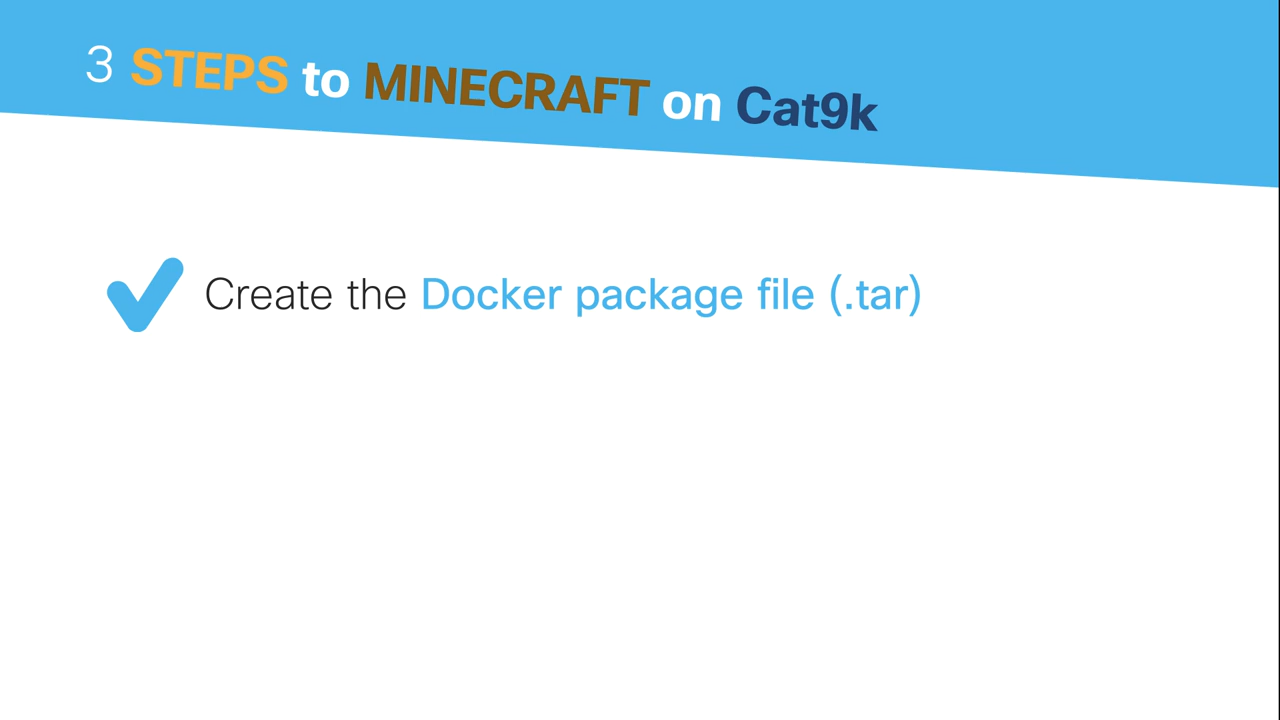 3 STEPS to MINECRAFT on Cat9k
Create the Docker package file (.tar)